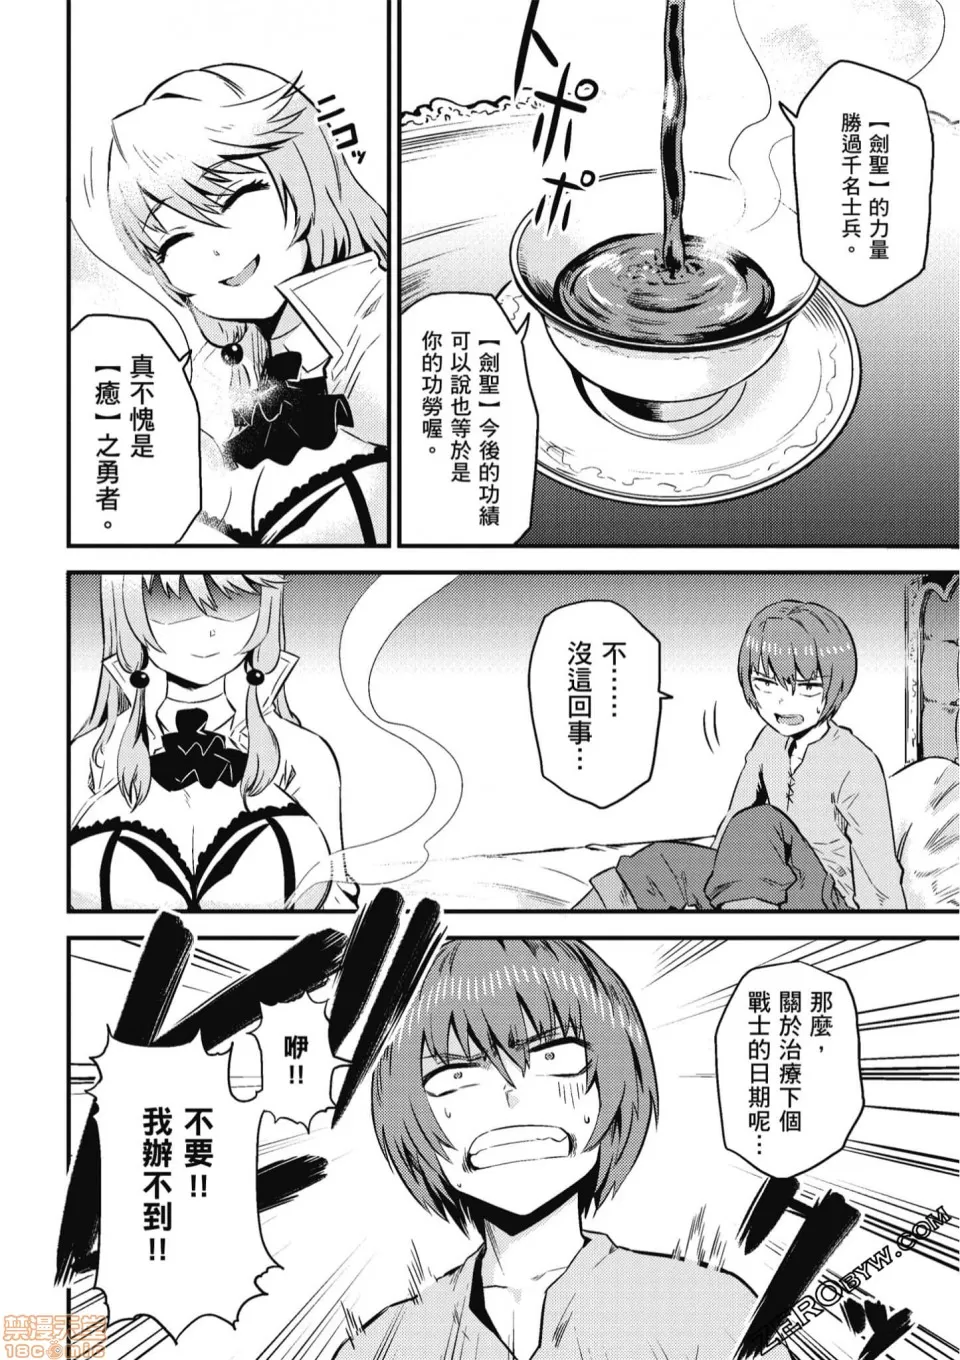 【劍聖】的力量
勝過千名士兵。
トポポ
【劍聖】今後的功績
可以說也等於是
你的功勞喔。
ニコッ
真不愧是
【癒】之勇者。
不……
沒這回事…
那麼，
關於治療下個
戰士的日期呢…
咿!!
不要!!
我辦不到!!
ZEROBYW.COM
禁漫天堂
18comic